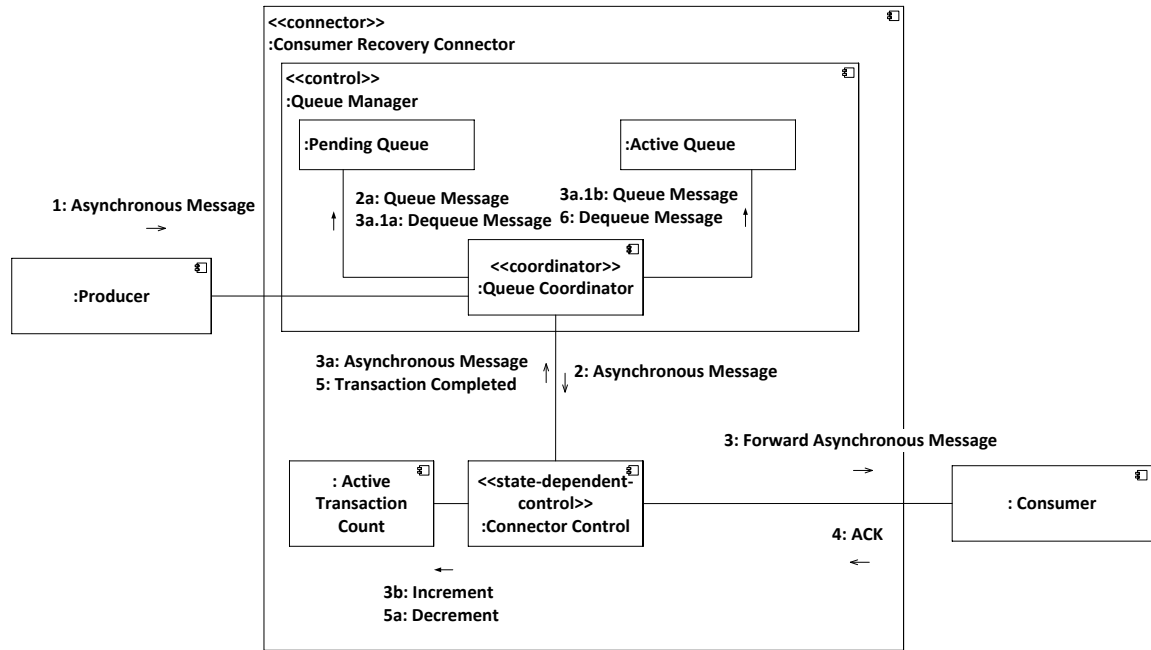 <<connector>>
:Consumer Recovery Connector
<<control>>
:Queue Manager
:Pending Queue
:Active Queue
2a: Queue Message
3a.1a: Dequeue Message
3a.1b: Queue Message
6: Dequeue Message
1: Asynchronous Message
<<coordinator>>
:Queue Coordinator
:Producer
3a: Asynchronous Message
5: Transaction Completed
2: Asynchronous Message
3: Forward Asynchronous Message
: Active
Transaction
Count
<<state-dependent-
control>>
:Connector Control
: Consumer
4: ACK
3b: Increment
5a: Decrement